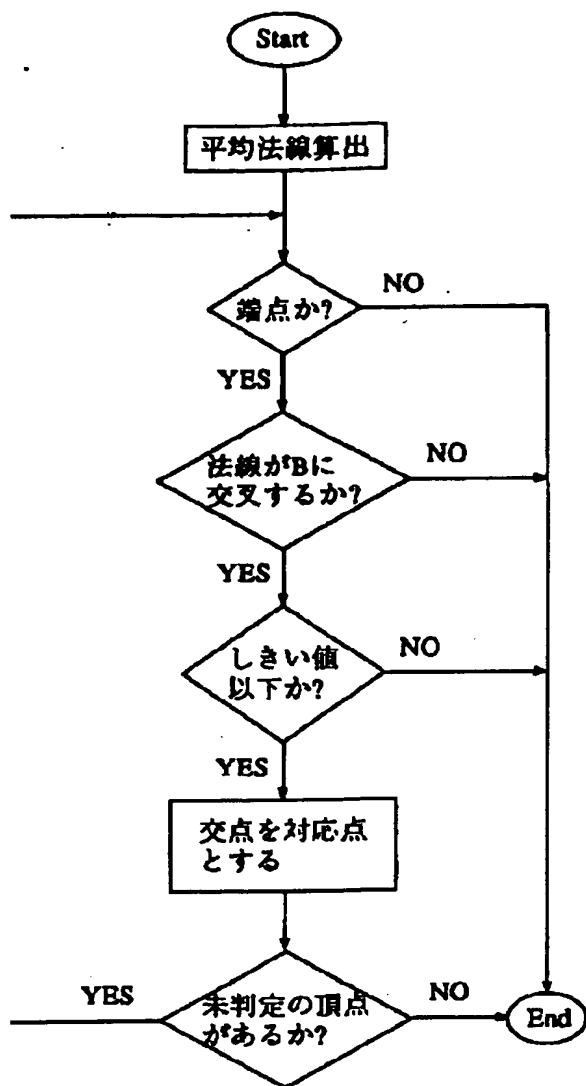 Start
平均法線算出
端点か?
NO
YES
法線がBに
交叉するか?
NO
YES
しきい値
以下か?
NO
YES
交点を対応点
とする
YES
未判定の頂点
があるか?
NO
End